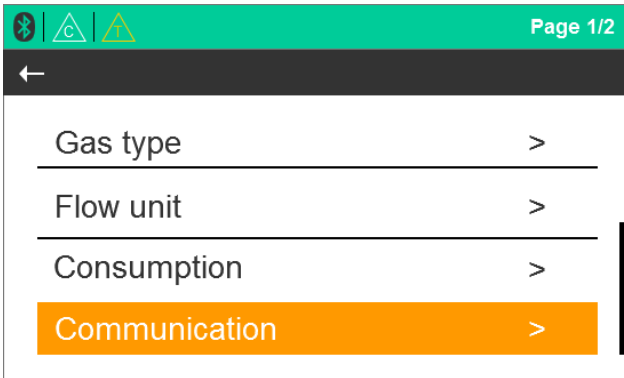 C T Page 1/2
←
Gas type >
Flow unit >
Consumption >
Communication >